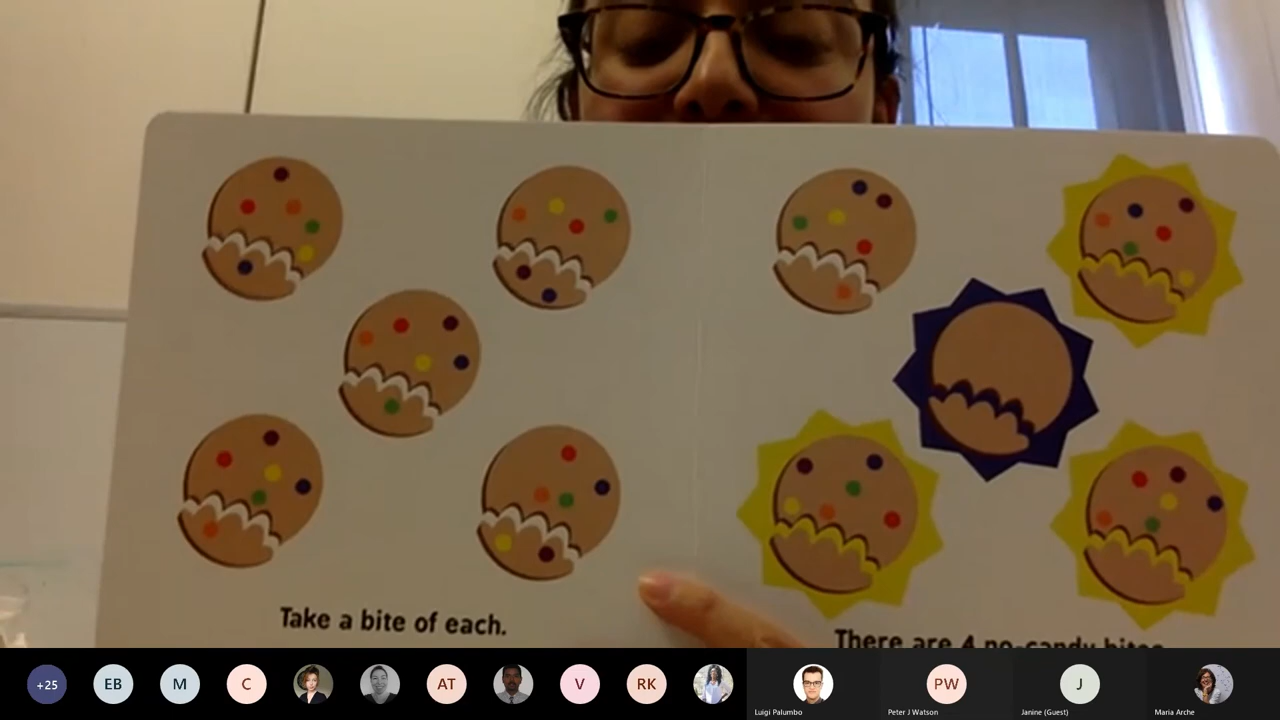 Take a bite of each.
There are 4 no-candy bites
+25
EB
M
C
AT
V
RK
PW
J
Luigi Palumbo
Peter J Watson
Janine (Guest)
Maria Arche